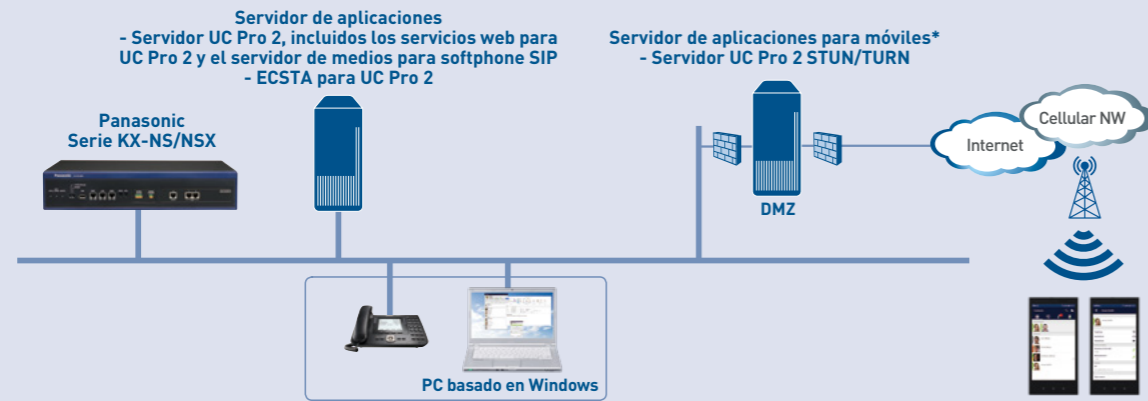 Servidor de aplicaciones
- Servidor UC Pro 2, incluidos los servicios web para
UC Pro 2 y el servidor de medios para softphone SIP
- ECSTA para UC Pro 2
Servidor de aplicaciones para móviles*
- Servidor UC Pro 2 STUN/TURN
Panasonic
Serie KX-NS/NSX
Panasonic
DMZ
Internet
Cellular NW
PC basado en Windows